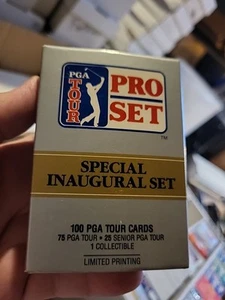 PGA
TOUR
PRO
SET
TM
SPECIAL
INAUGURAL SET
100 PGA TOUR CARDS
75 PGA TOUR • 25 SENIOR PGA TOUR
1 COLLECTIBLE
LIMITED PRINTING